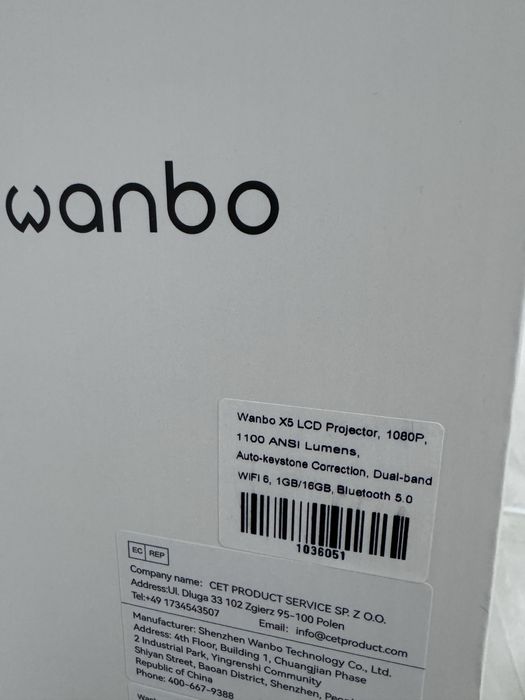 wanbo
Wanbo X5 LCD Projector, 1080P,
1100 ANSI Lumens,
Auto-keystone Correction, Dual-band
WIFI 6, 1GB/16GB, Bluetooth 5.0
1036051
EC REP
Company name: CET PRODUCT SERVICE SP. Z O.O.
Address:Ul. Dluga 33 102 Zgierz 95-100 Polen
Tel:+49 1734543507 Email: info@cetproduct.com
Manufacturer: Shenzhen Wanbo Technology Co., Ltd.
Address: 4th Floor, Building 1, Chuangjian Phase
2 Industrial Park, Yingrenshi Community
Shiyan Street, Baoan District, Shenzhen,
Republic of China
Phone: 400-667-9388